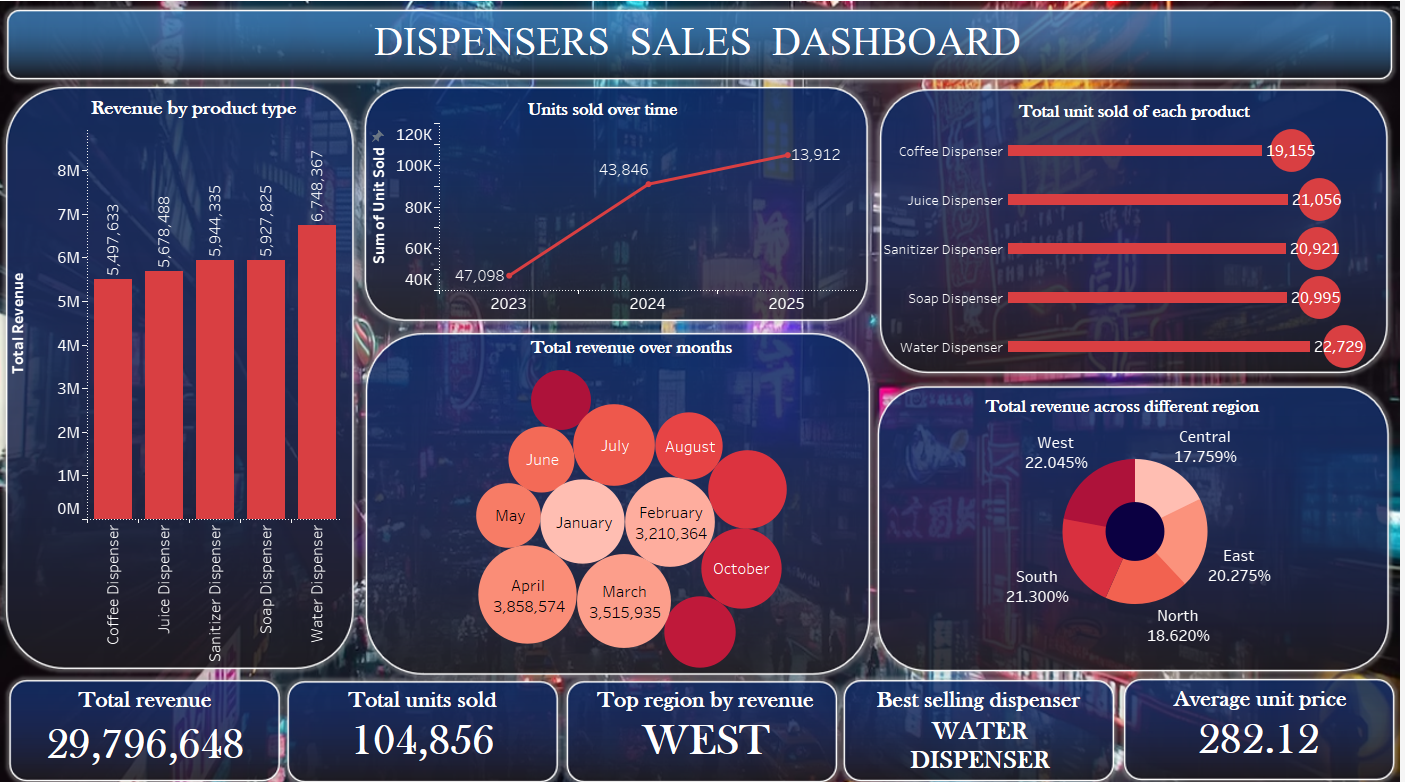 DISPENSERS SALES DASHBOARD
Revenue by product type
Total Revenue
8M
7M
6M
5M
4M
3M
2M
1M
0M
5,497,633
5,678,488
5,944,335
5,927,825
6,748,367
Coffee Dispenser
Juice Dispenser
Sanitizer Dispenser
Soap Dispenser
Water Dispenser
Units sold over time
Sum of Unit Sold
120K
100K
80K
60K
40K
47,098
43,846
13,912
2023
2024
2025
Total revenue over months
June
July
August
May
January
February
3,210,364
October
April
3,858,574
March
3,515,935
Total unit sold of each product
Coffee Dispenser
19,155
Juice Dispenser
21,056
Sanitizer Dispenser
20,921
Soap Dispenser
20,995
Water Dispenser
22,729
Total revenue across different region
West
22.045%
Central
17.759%
East
20.275%
South
21.300%
North
18.620%
Total revenue
29,796,648
Total units sold
104,856
Top region by revenue
WEST
Best selling dispenser
WATER
DISPENSER
Average unit price
282.12